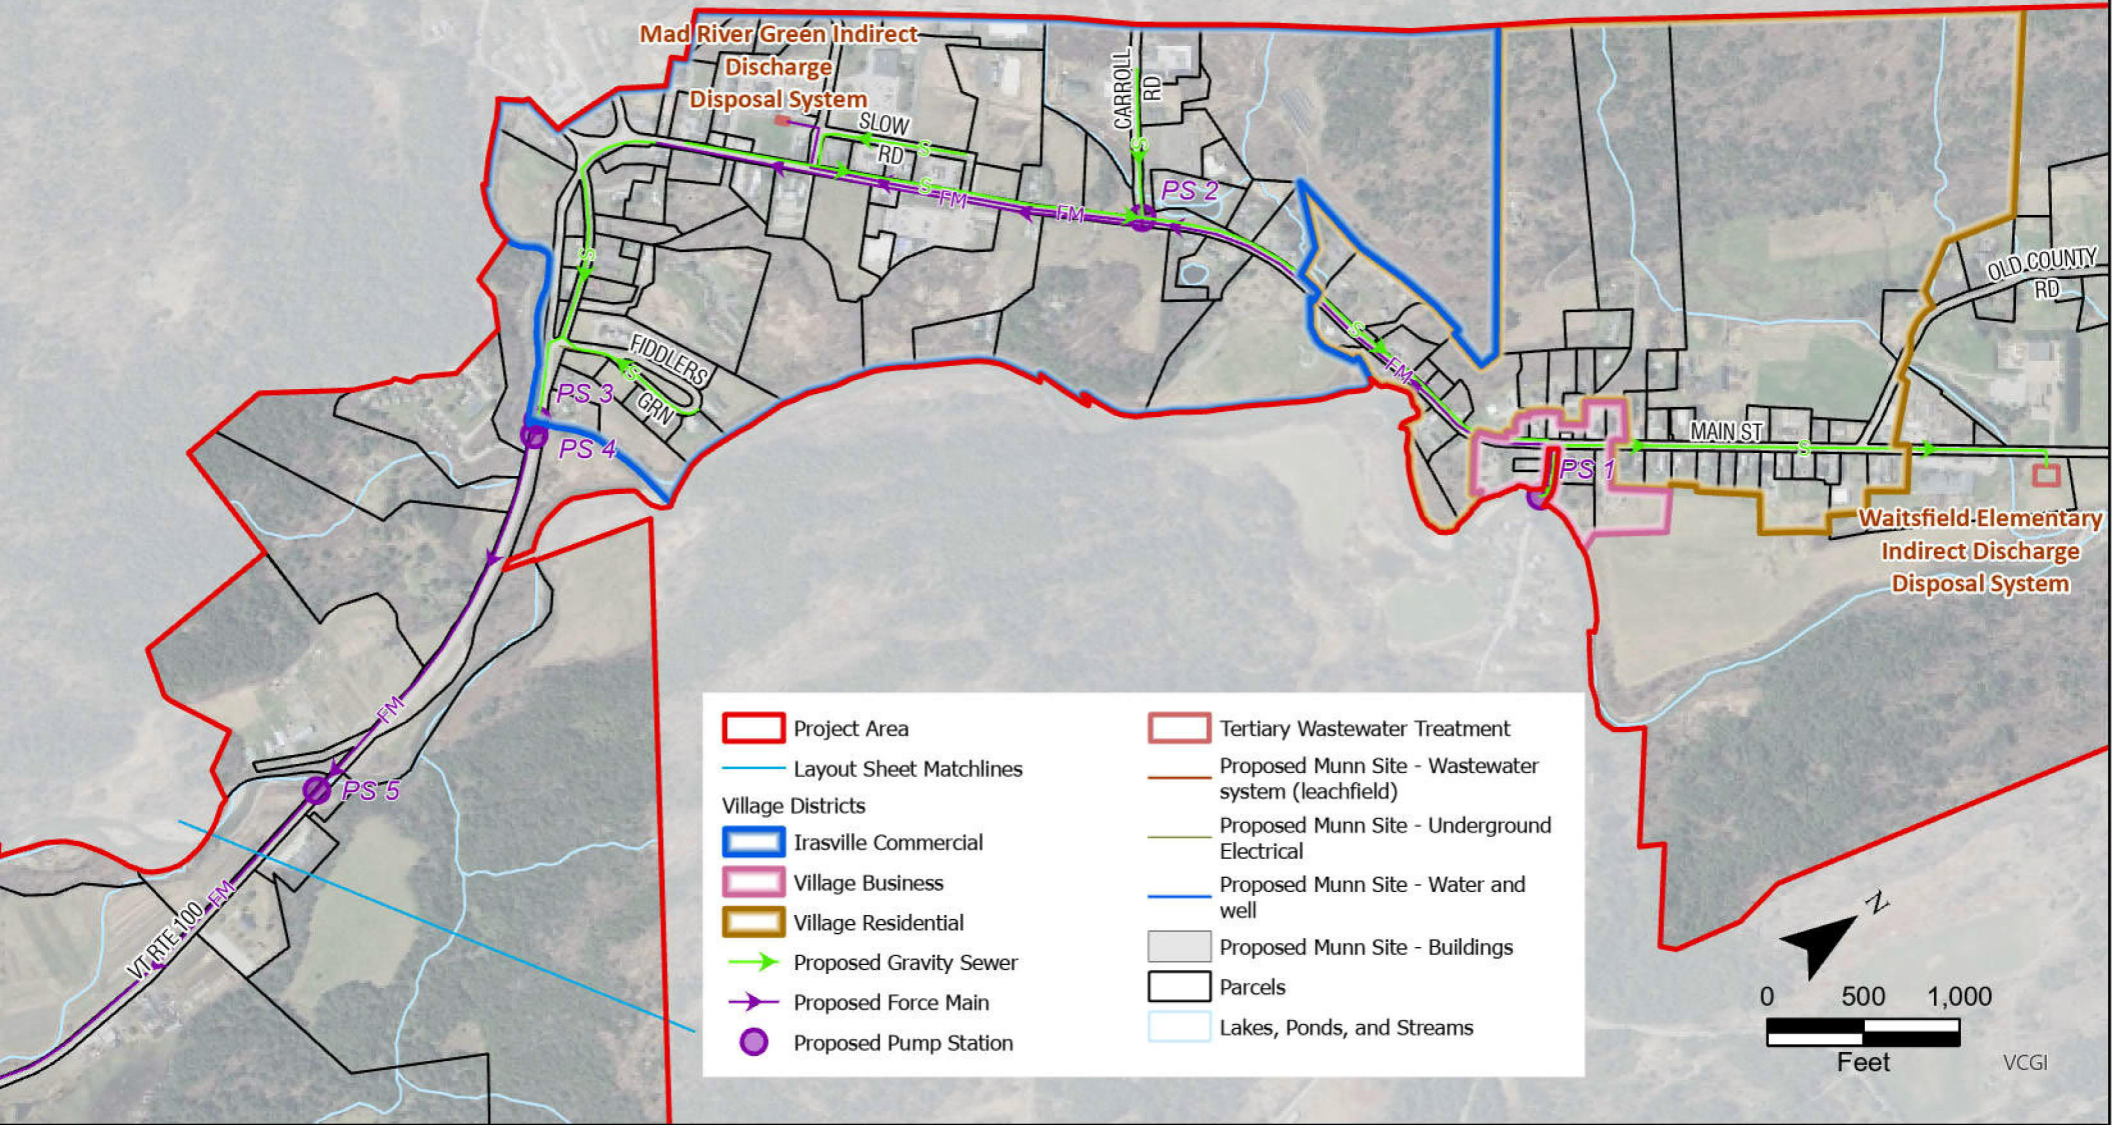 Mad River Green Indirect
Discharge
Disposal System
SLOW
RD
CARROLL
RD
S
S
S
FM
FM
PS 2
S
FIDDLERS
GRN
S
PS 3
PS 4
S
FM
OLD COUNTY
RD
MAIN ST
S
PS 1
Waitsfield Elementary
Indirect Discharge
Disposal System
FM
PS 5
FM
VT RTE 100
Project Area
Layout Sheet Matchlines
Village Districts
Irasville Commercial
Village Business
Village Residential
Proposed Gravity Sewer
Proposed Force Main
Proposed Pump Station
Tertiary Wastewater Treatment
Proposed Munn Site - Wastewater
system (leachfield)
Proposed Munn Site - Underground
Electrical
Proposed Munn Site - Water and
well
Proposed Munn Site - Buildings
Parcels
Lakes, Ponds, and Streams
N
0 500 1,000
Feet
VCGI